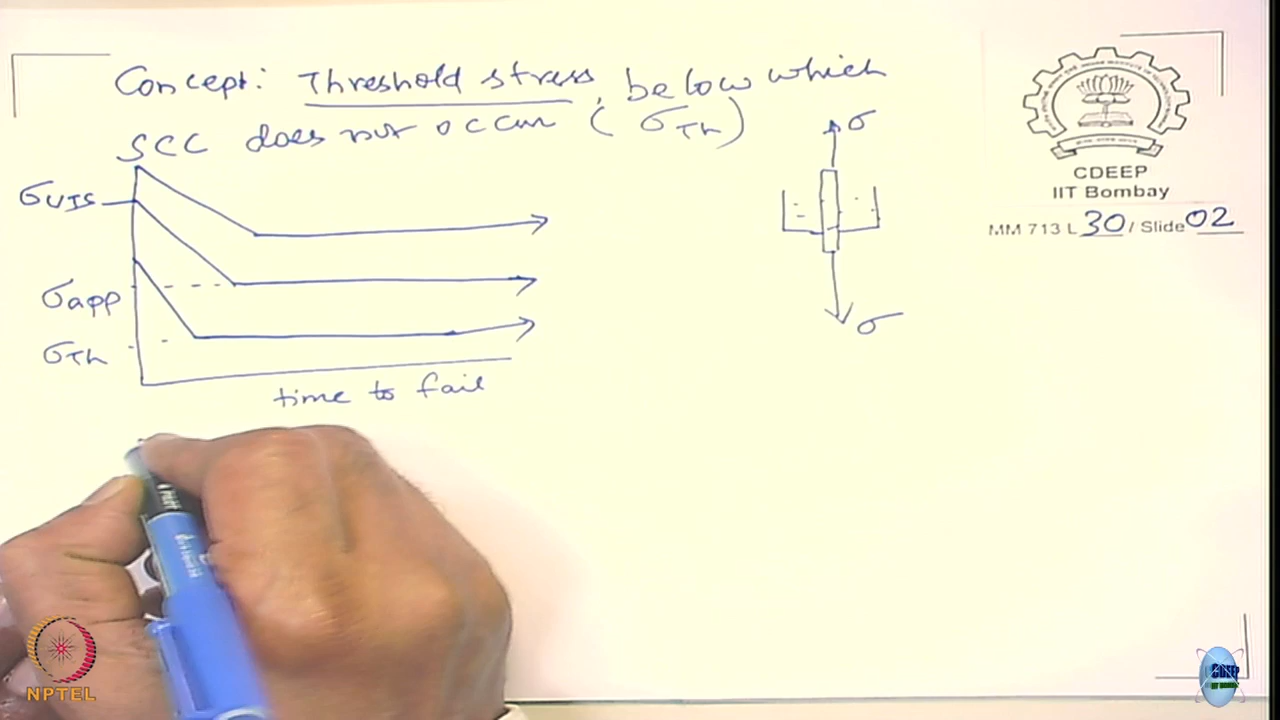 Concept: Threshold stress, below which
SCC does not occur (σTh)
σ
σUTS
σapp
σTh
time to fail
σ
CDEEP
IIT Bombay
MM 713 L 30 / Slide 02
NPTEL